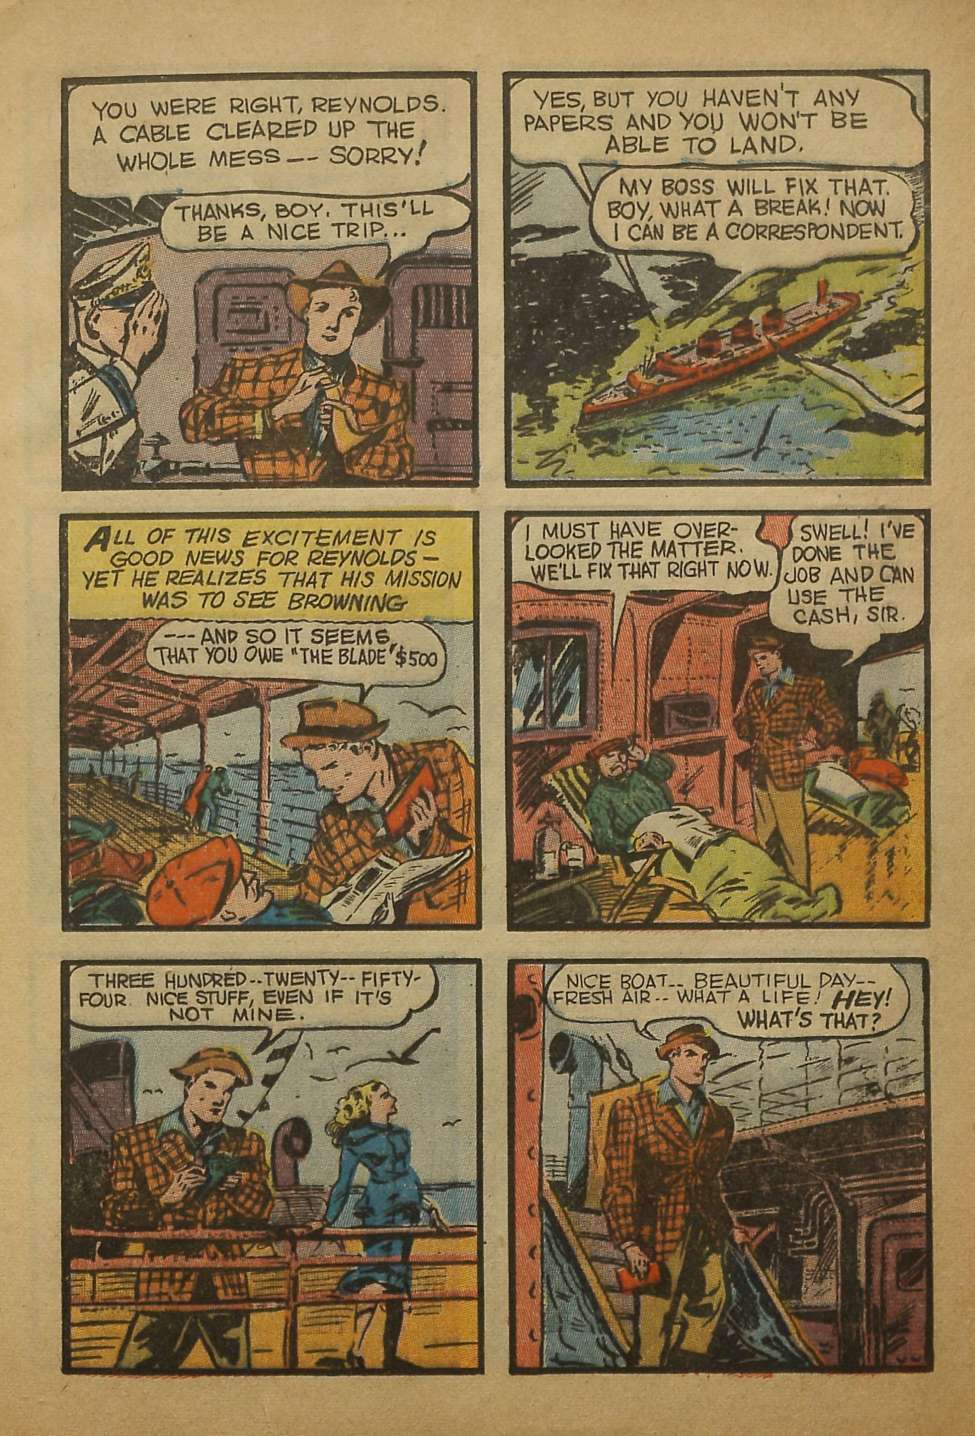 YOU WERE RIGHT, REYNOLDS.
A CABLE CLEARED UP THE
WHOLE MESS -- SORRY!
THANKS, BOY. THIS'LL
BE A NICE TRIP...
YES, BUT YOU HAVEN'T ANY
PAPERS AND YOU WON'T BE
ABLE TO LAND.
MY BOSS WILL FIX THAT.
BOY, WHAT A BREAK! NOW
I CAN BE A CORRESPONDENT.
ALL OF THIS EXCITEMENT IS
GOOD NEWS FOR REYNOLDS —
YET HE REALIZES THAT HIS MISSION
WAS TO SEE BROWNING
--- AND SO IT SEEMS
THAT YOU OWE "THE BLADE" $500
I MUST HAVE OVER-
LOOKED THE MATTER.
WE'LL FIX THAT RIGHT NOW.
SWELL! I'VE
DONE THE
JOB AND CAN
USE THE
CASH, SIR.
THREE HUNDRED--TWENTY--FIFTY-
FOUR. NICE STUFF, EVEN IF IT'S
NOT MINE.
NICE BOAT-- BEAUTIFUL DAY--
FRESH AIR -- WHAT A LIFE! HEY!
WHAT'S THAT?